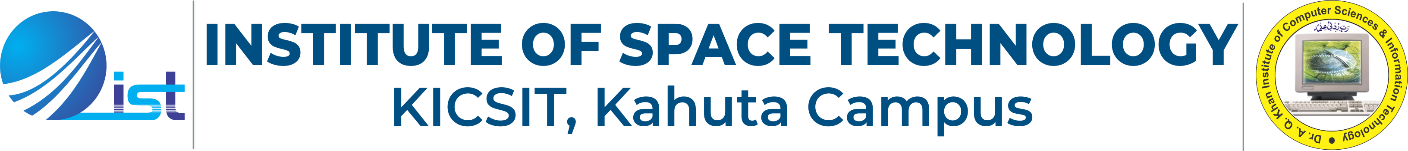 ist
INSTITUTE OF SPACE TECHNOLOGY
KICSIT, Kahuta Campus
Dr. A. Q. Khan Institute of Computer Sciences & Information Technology